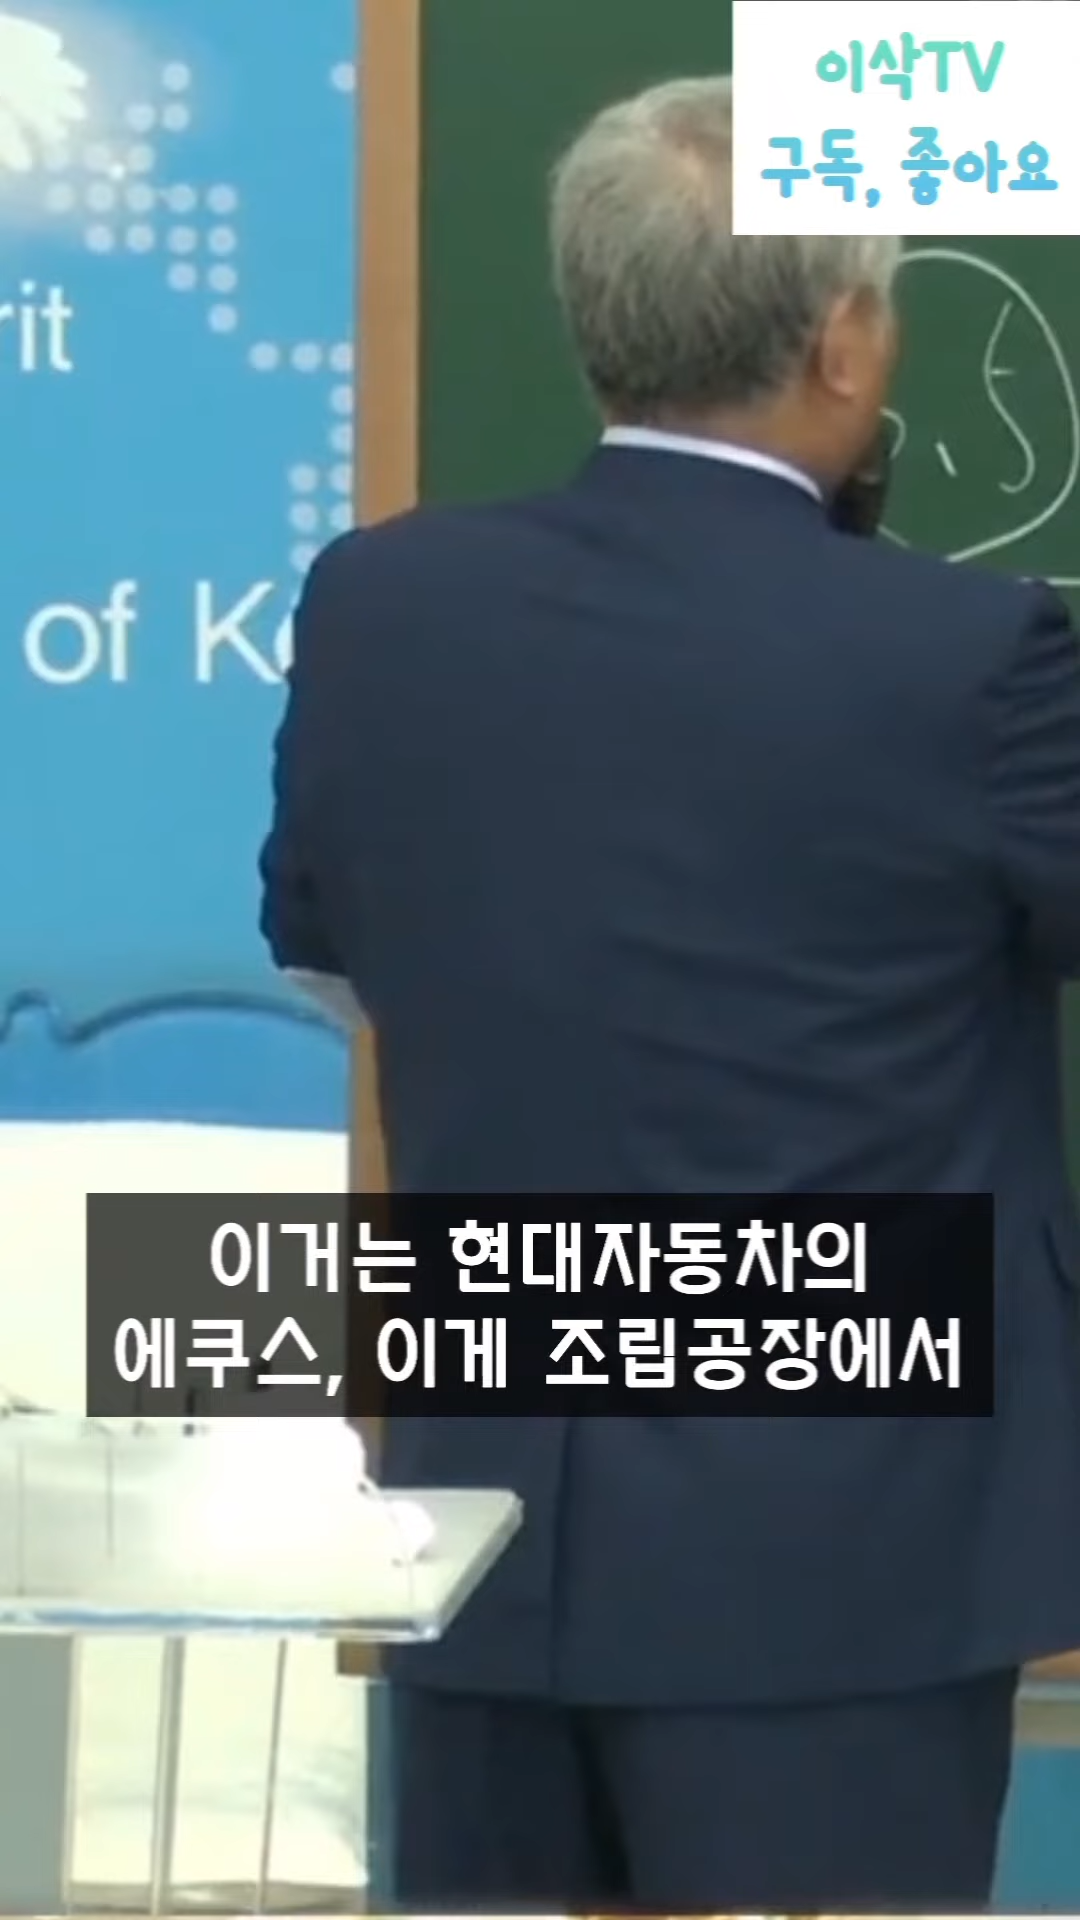 이삭TV
구독, 좋아요
rit
of K
이거는 현대자동차의
에쿠스, 이게 조립공장에서